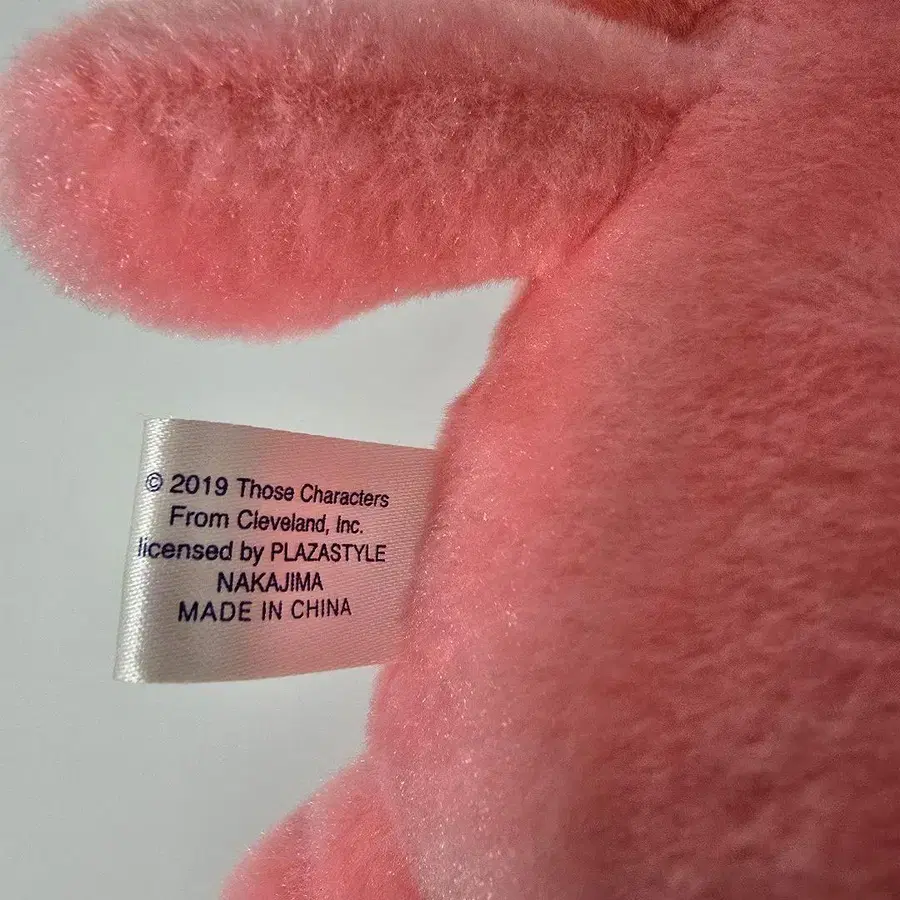 © 2019 Those Characters
From Cleveland, Inc.
licensed by PLAZASTYLE
NAKAJIMA
MADE IN CHINA